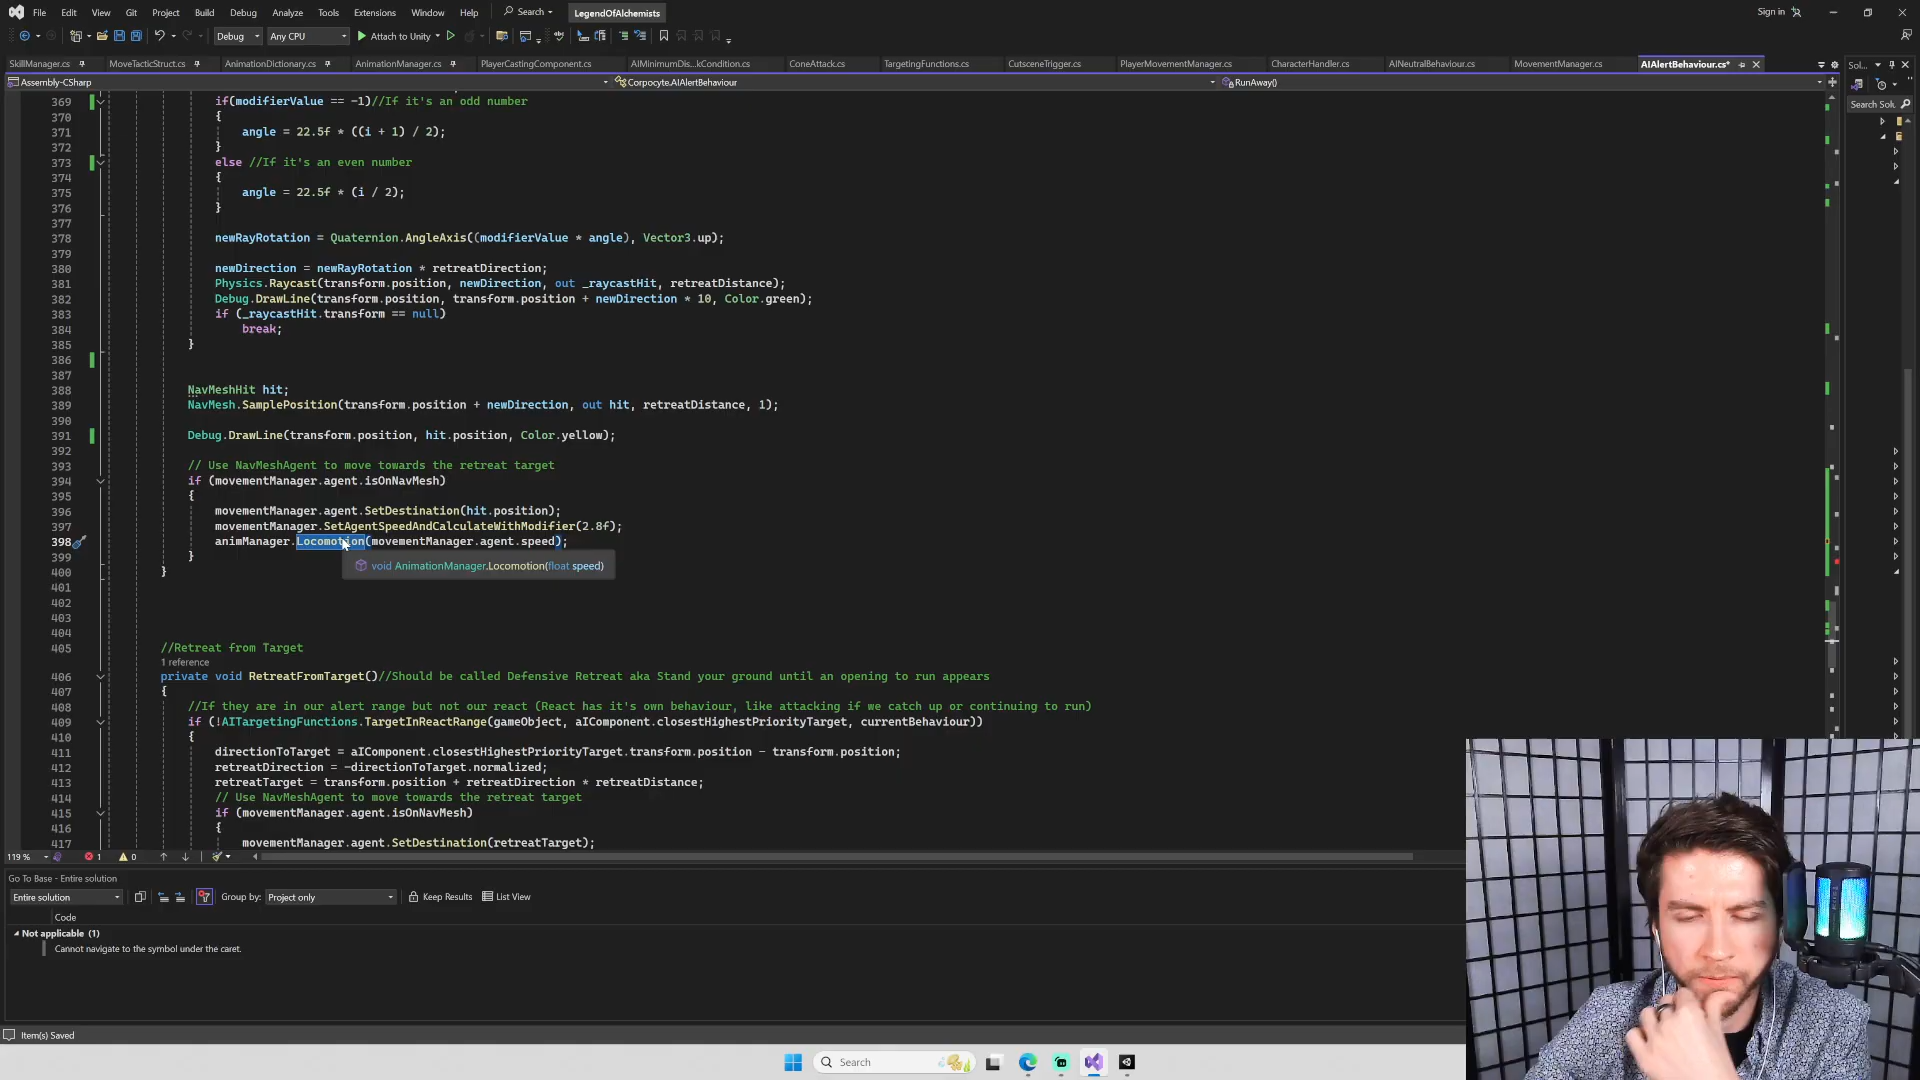 File Edit View Git Project Build Debug Analyze Tools Extensions Window Help Search LegendOfAlchemists Sign in
Debug Any CPU Attach to Unity
SkillManager.cs MoveTacticStruct.cs AnimationDictionary.cs AnimationManager.cs PlayerCastingComponent.cs AIMinimumDis...kCondition.cs ConeAttack.cs TargetingFunctions.cs CutsceneTrigger.cs PlayerMovementManager.cs CharacterHandler.cs AINeutralBehaviour.cs MovementManager.cs AIAlertBehaviour.cs* Sol...
Assembly-CSharp Corpocyte.AIAlertBehaviour RunAway()
Search Solu
369 if(modifierValue == -1)//If it's an odd number
370 {
371 angle = 22.5f * ((i + 1) / 2);
372 }
373 else //If it's an even number
374 {
375 angle = 22.5f * (i / 2);
376 }
377
378 newRayRotation = Quaternion.AngleAxis((modifierValue * angle), Vector3.up);
379
380 newDirection = newRayRotation * retreatDirection;
381 Physics.Raycast(transform.position, newDirection, out _raycastHit, retreatDistance);
382 Debug.DrawLine(transform.position, transform.position + newDirection * 10, Color.green);
383 if (_raycastHit.transform == null)
384 break;
385 }
386
387
388 NavMeshHit hit;
389 NavMesh.SamplePosition(transform.position + newDirection, out hit, retreatDistance, 1);
390
391 Debug.DrawLine(transform.position, hit.position, Color.yellow);
392
393 // Use NavMeshAgent to move towards the retreat target
394 if (movementManager.agent.isOnNavMesh)
395 {
396 movementManager.agent.SetDestination(hit.position);
397 movementManager.SetAgentSpeedAndCalculateWithModifier(2.8f);
398 animManager.Locomotion(movementManager.agent.speed);
399 }
void AnimationManager.Locomotion(float speed)
400 }
401
402
403
404
405 //Retreat from Target
1 reference
406 private void RetreatFromTarget()//Should be called Defensive Retreat aka Stand your ground until an opening to run appears
407 {
408 //If they are in our alert range but not our react (React has it's own behaviour, like attacking if we catch up or continuing to run)
409 if (!AITargetingFunctions.TargetInReactRange(gameObject, aIComponent.closestHighestPriorityTarget, currentBehaviour))
410 {
411 directionToTarget = aIComponent.closestHighestPriorityTarget.transform.position - transform.position;
412 retreatDirection = -directionToTarget.normalized;
413 retreatTarget = transform.position + retreatDirection * retreatDistance;
414 // Use NavMeshAgent to move towards the retreat target
415 if (movementManager.agent.isOnNavMesh)
416 {
417 movementManager.agent.SetDestination(retreatTarget);
119 % 1 0
Go To Base - Entire solution
Entire solution Group by: Project only Keep Results List View
Code
Not applicable (1)
Cannot navigate to the symbol under the caret.
Item(s) Saved
Search